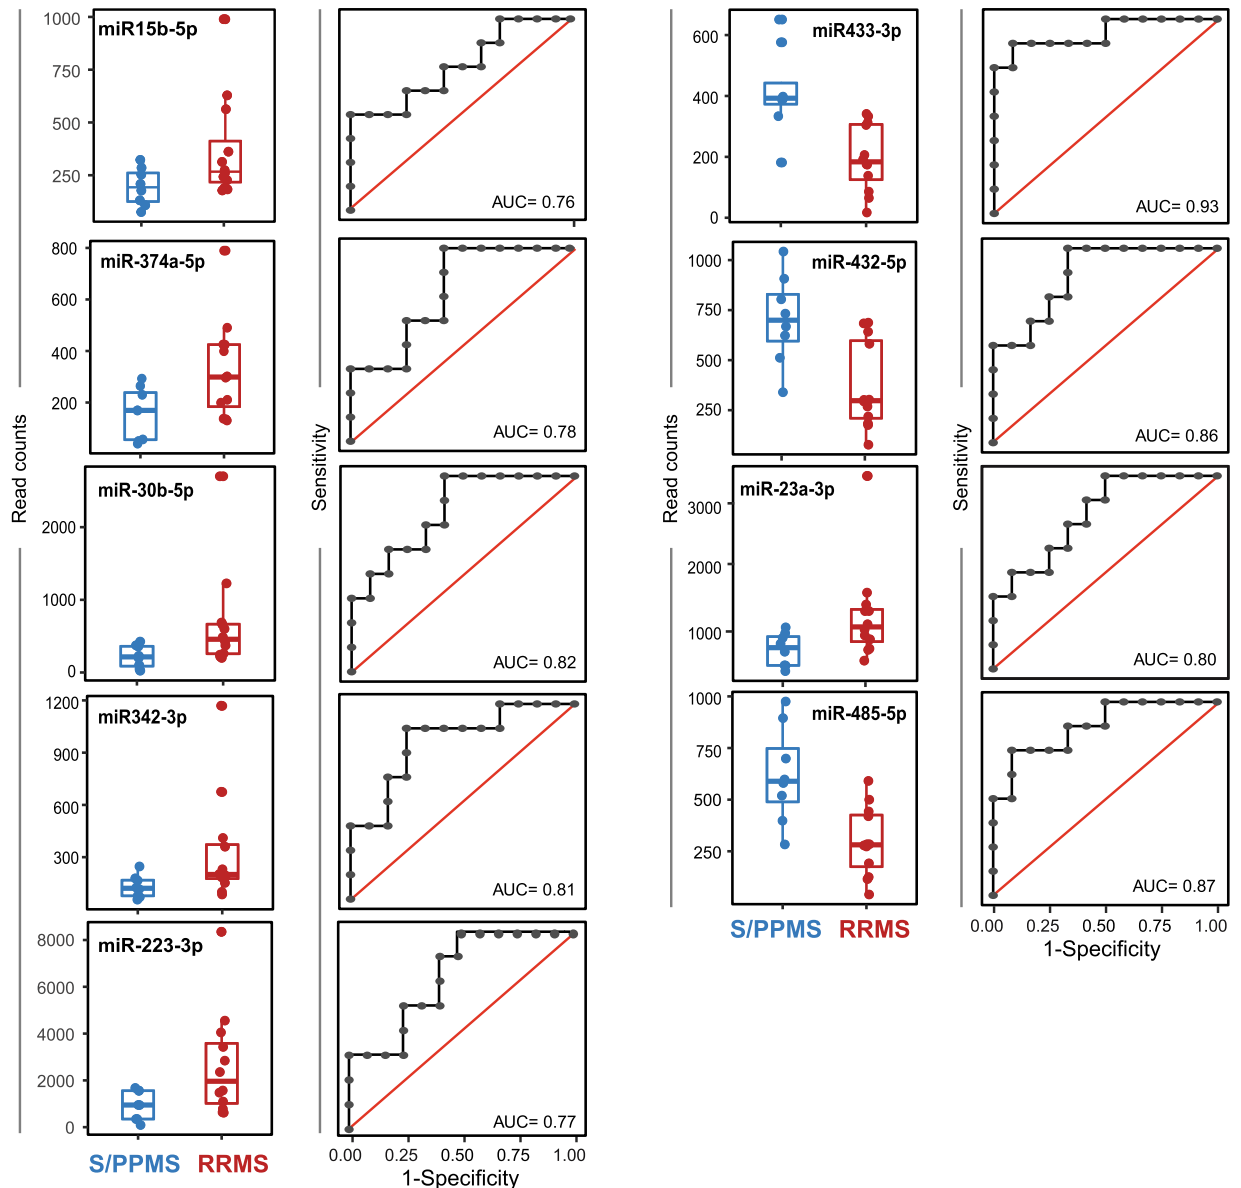 miR15b-5p
1000
750
500
250
AUC= 0.76
miR-374a-5p
800
600
400
200
AUC= 0.78
miR-30b-5p
2000
1000
0
AUC= 0.82
miR342-3p
1200
900
600
300
AUC= 0.81
miR-223-3p
8000
6000
4000
2000
0
AUC= 0.77
Read counts
Sensitivity
S/PPMS RRMS
0.00 0.25 0.50 0.75 1.00
1-Specificity
miR433-3p
600
400
200
0
AUC= 0.93
miR-432-5p
1000
750
500
250
AUC= 0.86
miR-23a-3p
3000
2000
1000
AUC= 0.80
miR-485-5p
1000
750
500
250
AUC= 0.87
Read counts
Sensitivity
S/PPMS RRMS
0.00 0.25 0.50 0.75 1.00
1-Specificity